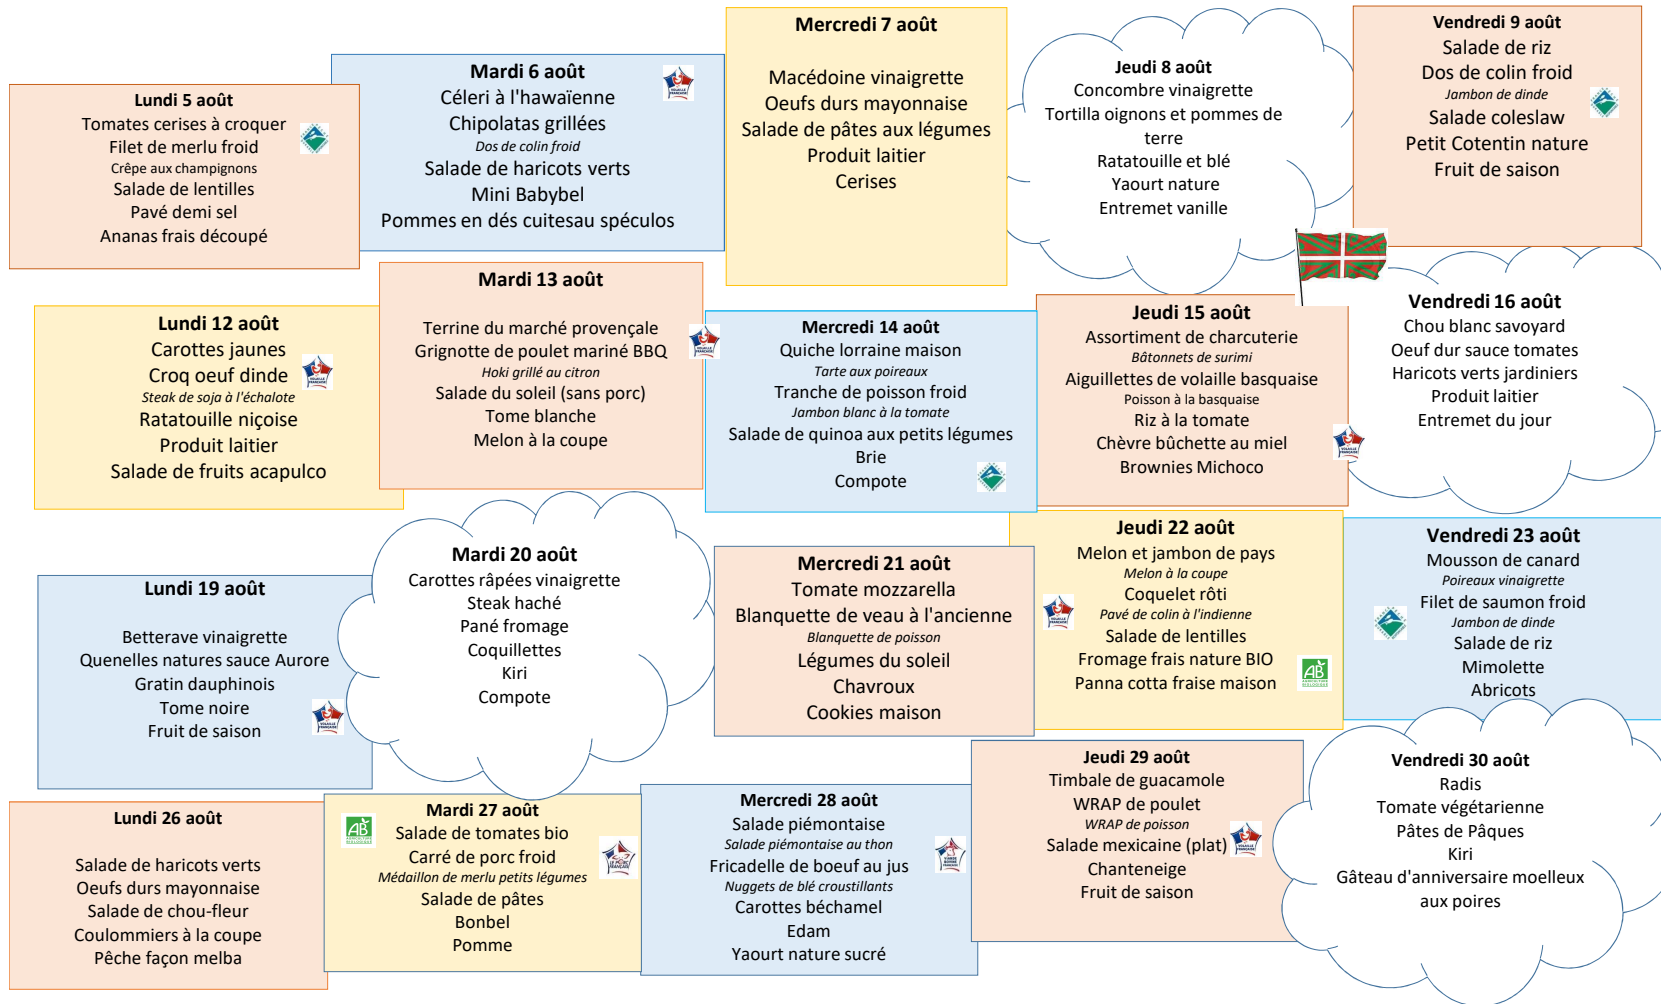 Lundi 5 août
Tomates cerises à croquer
Filet de merlu froid
Crêpe aux champignons
Salade de lentilles
Pavé demi sel
Ananas frais découpé
Mardi 6 août
Céleri à l'hawaïenne
Chipolatas grillées
Dos de colin froid
Salade de haricots verts
Mini Babybel
Pommes en dés cuitesau spéculos
Mercredi 7 août
Macédoine vinaigrette
Oeufs durs mayonnaise
Salade de pâtes aux légumes
Produit laitier
Cerises
Jeudi 8 août
Concombre vinaigrette
Tortilla oignons et pommes de
terre
Ratatouille et blé
Yaourt nature
Entremet vanille
Vendredi 9 août
Salade de riz
Dos de colin froid
Jambon de dinde
Salade coleslaw
Petit Cotentin nature
Fruit de saison
Lundi 12 août
Carottes jaunes
Croq oeuf dinde
Steak de soja à l'échalote
Ratatouille niçoise
Produit laitier
Salade de fruits acapulco
Mardi 13 août
Terrine du marché provençale
Grignotte de poulet mariné BBQ
Hoki grillé au citron
Salade du soleil (sans porc)
Tome blanche
Melon à la coupe
Mercredi 14 août
Quiche lorraine maison
Tarte aux poireaux
Tranche de poisson froid
Jambon blanc à la tomate
Salade de quinoa aux petits légumes
Brie
Compote
Jeudi 15 août
Assortiment de charcuterie
Bâtonnets de surimi
Aiguillettes de volaille basquaise
Poisson à la basquaise
Riz à la tomate
Chèvre bûchette au miel
Brownies Michoco
Vendredi 16 août
Chou blanc savoyard
Oeuf dur sauce tomates
Haricots verts jardiniers
Produit laitier
Entremet du jour
Lundi 19 août
Betterave vinaigrette
Quenelles natures sauce Aurore
Gratin dauphinois
Tome noire
Fruit de saison
Mardi 20 août
Carottes râpées vinaigrette
Steak haché
Pané fromage
Coquillettes
Kiri
Compote
Mercredi 21 août
Tomate mozzarella
Blanquette de veau à l'ancienne
Blanquette de poisson
Légumes du soleil
Chavroux
Cookies maison
Jeudi 22 août
Melon et jambon de pays
Melon à la coupe
Coquelet rôti
Pavé de colin à l'indienne
Salade de lentilles
Fromage frais nature BIO
Panna cotta fraise maison
AB
Vendredi 23 août
Mousson de canard
Poireaux vinaigrette
Filet de saumon froid
Jambon de dinde
Salade de riz
Mimolette
Abricots
Lundi 26 août
Salade de haricots verts
Oeufs durs mayonnaise
Salade de chou-fleur
Coulommiers à la coupe
Pêche façon melba
AB
Mardi 27 août
Salade de tomates bio
Carré de porc froid
Médaillon de merlu petits légumes
Salade de pâtes
Bonbel
Pomme
Mercredi 28 août
Salade piémontaise
Salade piémontaise au thon
Fricadelle de boeuf au jus
Nuggets de blé croustillants
Carottes béchamel
Edam
Yaourt nature sucré
Jeudi 29 août
Timbale de guacamole
WRAP de poulet
WRAP de poisson
Salade mexicaine (plat)
Chanteneige
Fruit de saison
Vendredi 30 août
Radis
Tomate végétarienne
Pâtes de Pâques
Kiri
Gâteau d'anniversaire moelleux
aux poires